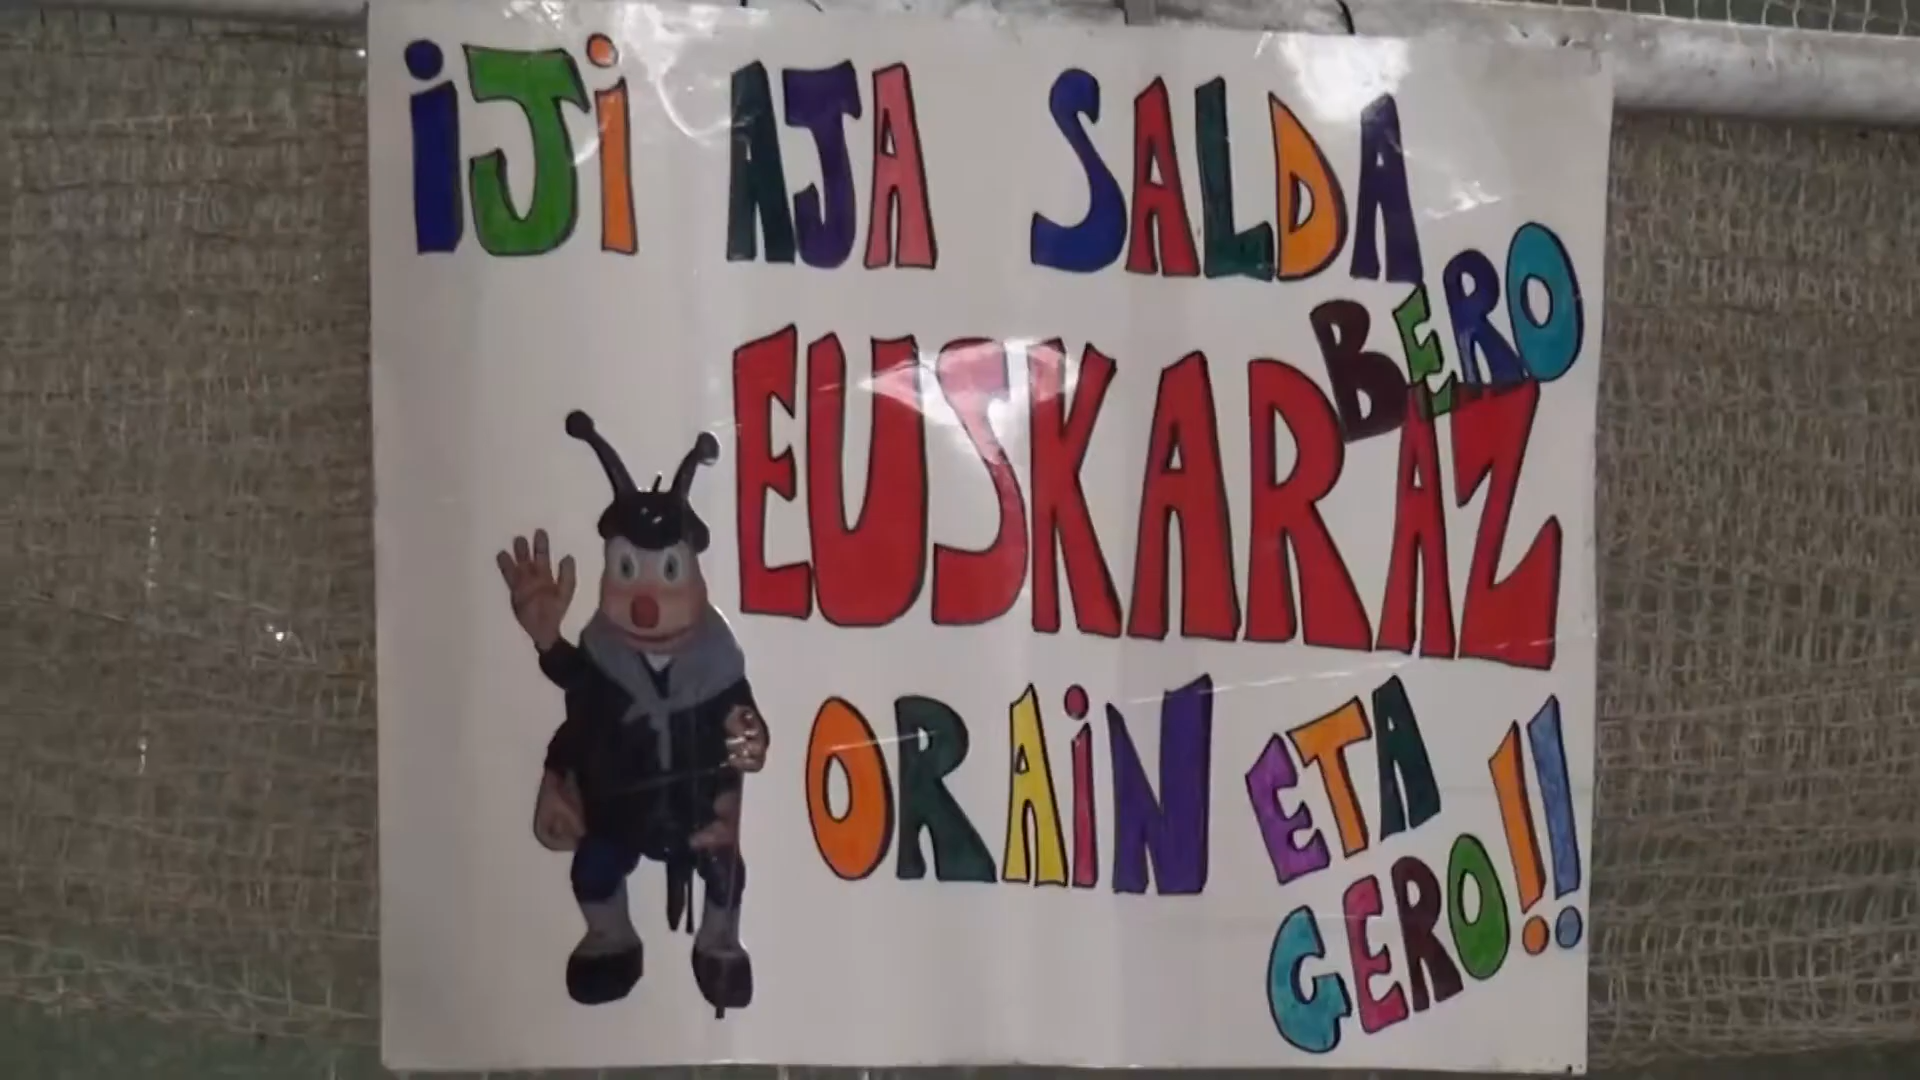 iJi AJA SALDA
BERO
EUSKARAZ
ORAiN ETA
GERO!!